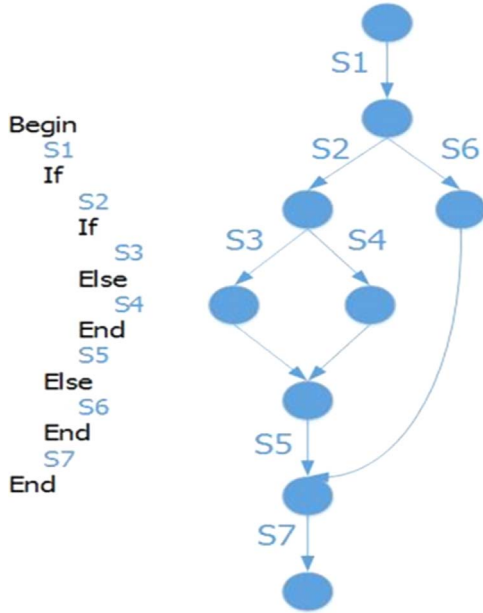 Begin
S1
If
S2
If
S3
Else
S4
End
S5
Else
S6
End
S7
End
S1
S2 S6
S3 S4
S5
S7